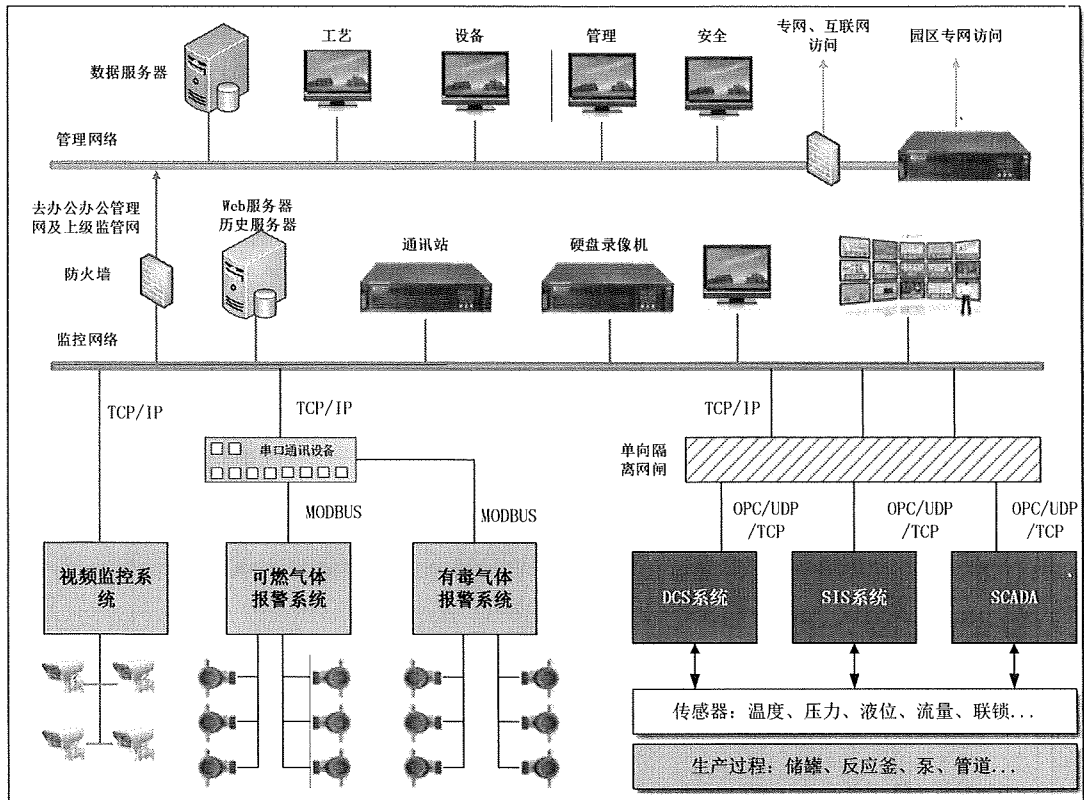 工艺
设备
管理
安全
专网、互联网
访问
园区专网访问
数据服务器
管理网络
去办公办公管理
网及上级监管网
Web服务器
历史服务器
防火墙
通讯站
硬盘录像机
监控网络
TCP/IP
TCP/IP
TCP/IP
串口通讯设备
单向隔
离网闸
MODBUS
MODBUS
OPC/UDP
/TCP
OPC/UDP
/TCP
OPC/UDP
/TCP
视频监控系
统
可燃气体
报警系统
有毒气体
报警系统
DCS系统
SIS系统
SCADA
传感器：温度、压力、液位、流量、联锁...
生产过程：储罐、反应釜、泵、管道...